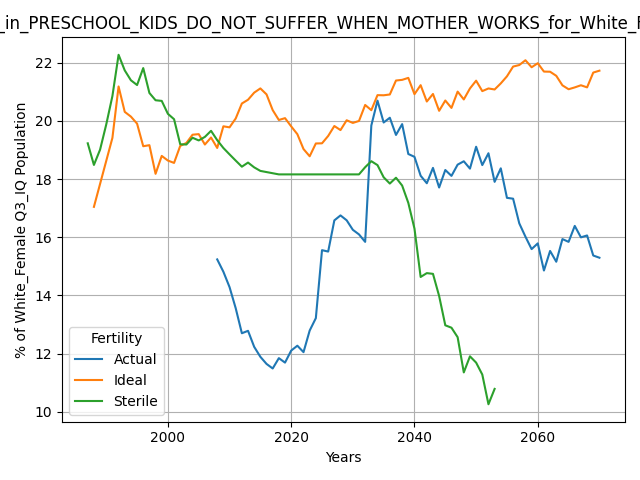 _in_PRESCHOOL_KIDS_DO_NOT_SUFFER_WHEN_MOTHER_WORKS_for_White_
% of White_Female Q3_IQ Population
22
20
18
16
14
12
10
Fertility
Actual
Ideal
Sterile
2000
2020
2040
2060
Years